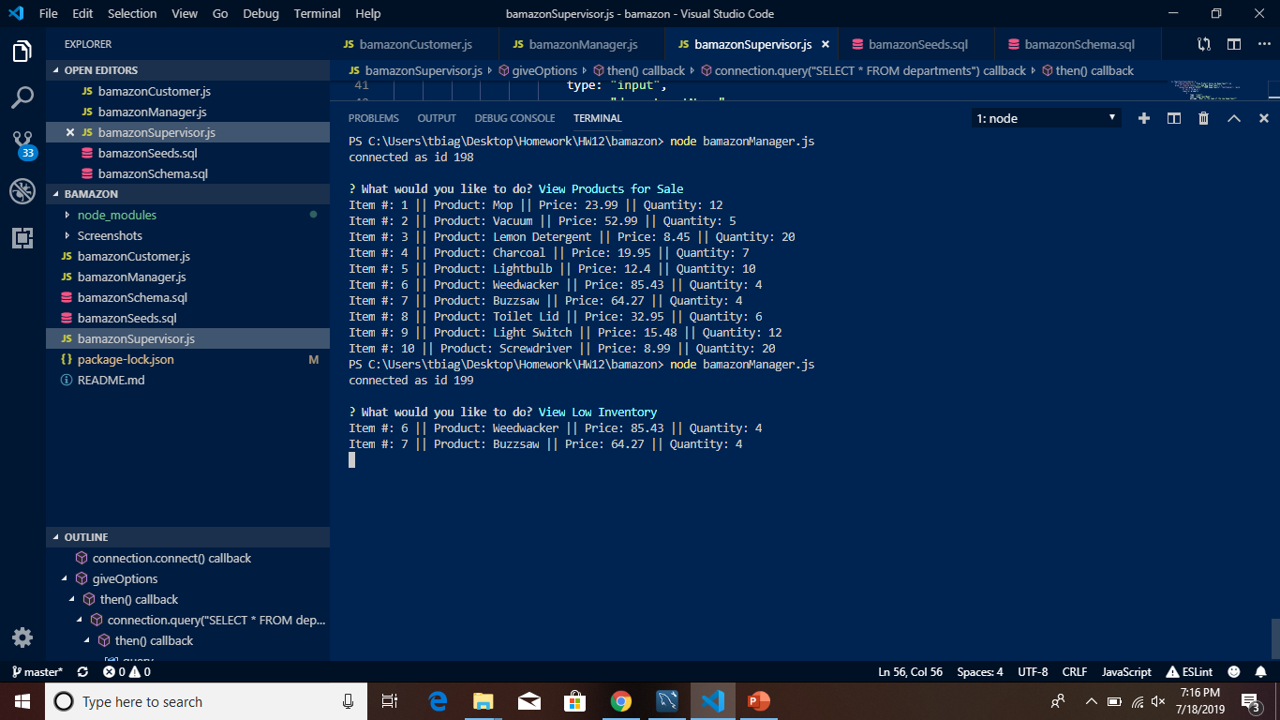 File Edit Selection View Go Debug Terminal Help
bamazonSupervisor.js - bamazon - Visual Studio Code
EXPLORER
OPEN EDITORS
JS bamazonCustomer.js
JS bamazonManager.js
JS bamazonSupervisor.js
bamazonSeeds.sql
bamazonSchema.sql
BAMAZON
node_modules
Screenshots
JS bamazonCustomer.js
JS bamazonManager.js
bamazonSchema.sql
bamazonSeeds.sql
JS bamazonSupervisor.js
{} package-lock.json M
README.md
OUTLINE
connection.connect() callback
giveOptions
then() callback
connection.query("SELECT * FROM dep...
then() callback
33
JS bamazonCustomer.js JS bamazonManager.js JS bamazonSupervisor.js bamazonSeeds.sql bamazonSchema.sql
JS bamazonSupervisor.js giveOptions then() callback connection.query("SELECT * FROM departments") callback then() callback
41 type: "input",
PROBLEMS OUTPUT DEBUG CONSOLE TERMINAL 1: node
PS C:\Users\tbiag\Desktop\Homework\HW12\bamazon> node bamazonManager.js
connected as id 198
? What would you like to do? View Products for Sale
Item #: 1 || Product: Mop || Price: 23.99 || Quantity: 12
Item #: 2 || Product: Vacuum || Price: 52.99 || Quantity: 5
Item #: 3 || Product: Lemon Detergent || Price: 8.45 || Quantity: 20
Item #: 4 || Product: Charcoal || Price: 19.95 || Quantity: 7
Item #: 5 || Product: Lightbulb || Price: 12.4 || Quantity: 10
Item #: 6 || Product: Weedwacker || Price: 85.43 || Quantity: 4
Item #: 7 || Product: Buzzsaw || Price: 64.27 || Quantity: 4
Item #: 8 || Product: Toilet Lid || Price: 32.95 || Quantity: 6
Item #: 9 || Product: Light Switch || Price: 15.48 || Quantity: 12
Item #: 10 || Product: Screwdriver || Price: 8.99 || Quantity: 20
PS C:\Users\tbiag\Desktop\Homework\HW12\bamazon> node bamazonManager.js
connected as id 199
? What would you like to do? View Low Inventory
Item #: 6 || Product: Weedwacker || Price: 85.43 || Quantity: 4
Item #: 7 || Product: Buzzsaw || Price: 64.27 || Quantity: 4
master* 0 0 Ln 56, Col 56 Spaces: 4 UTF-8 CRLF JavaScript ESLint
Type here to search
7:16 PM
7/18/2019
3